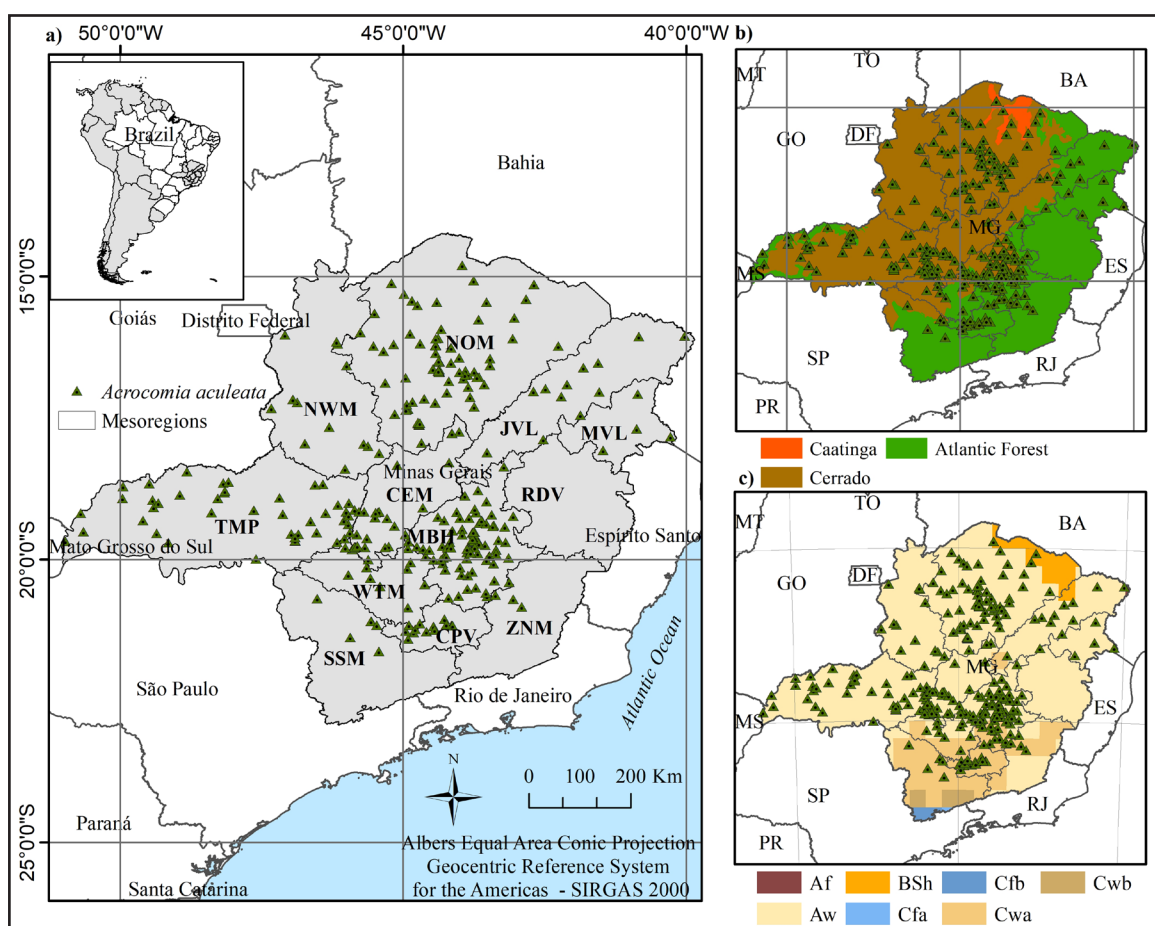 a)
50°0'0"W
45°0'0"W
40°0'0"W
15°0'0"S
20°0'0"S
25°0'0"S
Brazil
Bahia
Goiás
Distrito Federal
Acrocomia aculeata
Mesoregions
NOM
NWM
JVL
MVL
Minas Gerais
CEM
RDV
TMP
MBH
Espírito Santo
Mato Grosso do Sul
WTM
CPV
ZNM
SSM
São Paulo
Rio de Janeiro
Atlantic Ocean
Paraná
Santa Catarina
N
0 100 200 Km
Albers Equal Area Conic Projection
Geocentric Reference System
for the Americas - SIRGAS 2000
b)
TO
MT
BA
GO
DF
MG
MS
ES
SP
RJ
PR
Caatinga
Atlantic Forest
Cerrado
c)
TO
MT
BA
GO
DF
MG
MS
ES
SP
RJ
PR
Af
BSh
Cfb
Cwb
Aw
Cfa
Cwa